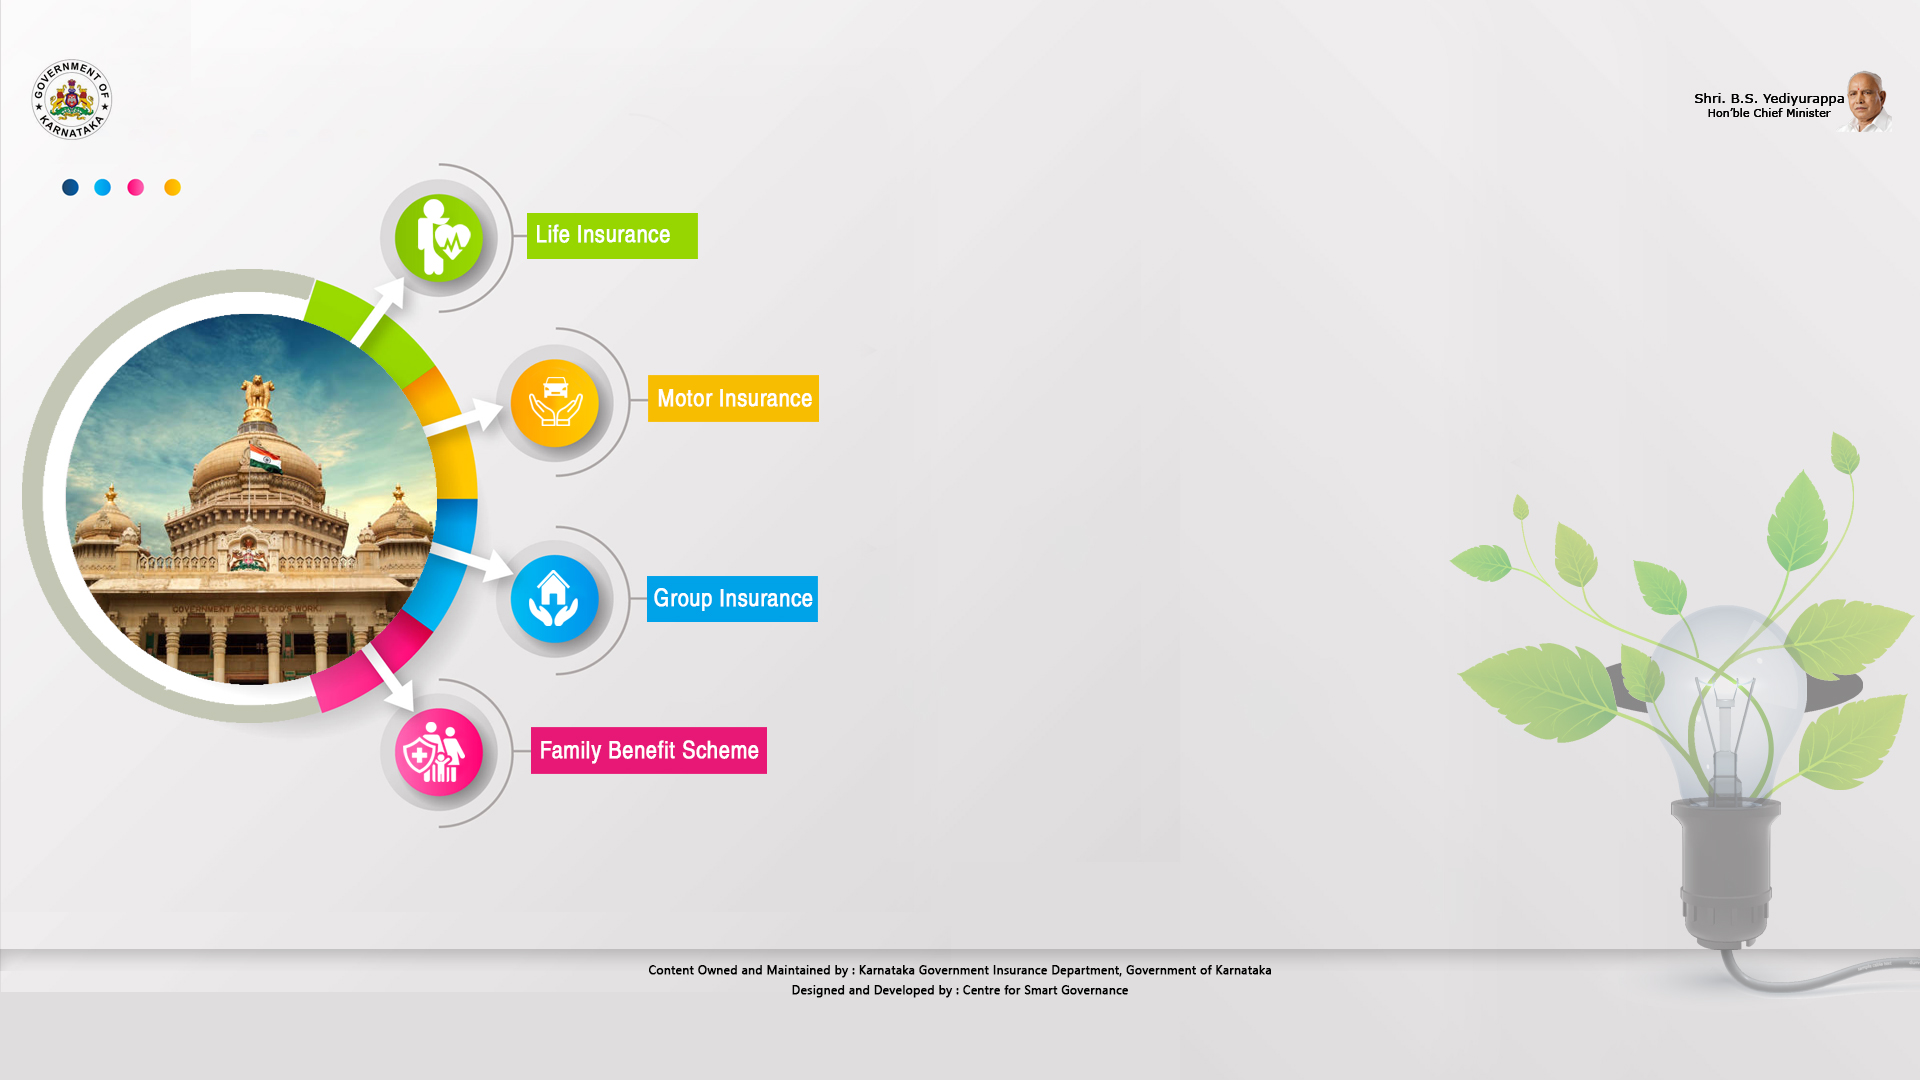 GOVERNMENT OF
KARNATAKA
Shri. B.S. Yediyurappa
Hon'ble Chief Minister
Life Insurance
Motor Insurance
Group Insurance
Family Benefit Scheme
GOVERNMENT WORK IS GOD'S WORK
Content Owned and Maintained by : Karnataka Government Insurance Department, Government of Karnataka
Designed and Developed by : Centre for Smart Governance